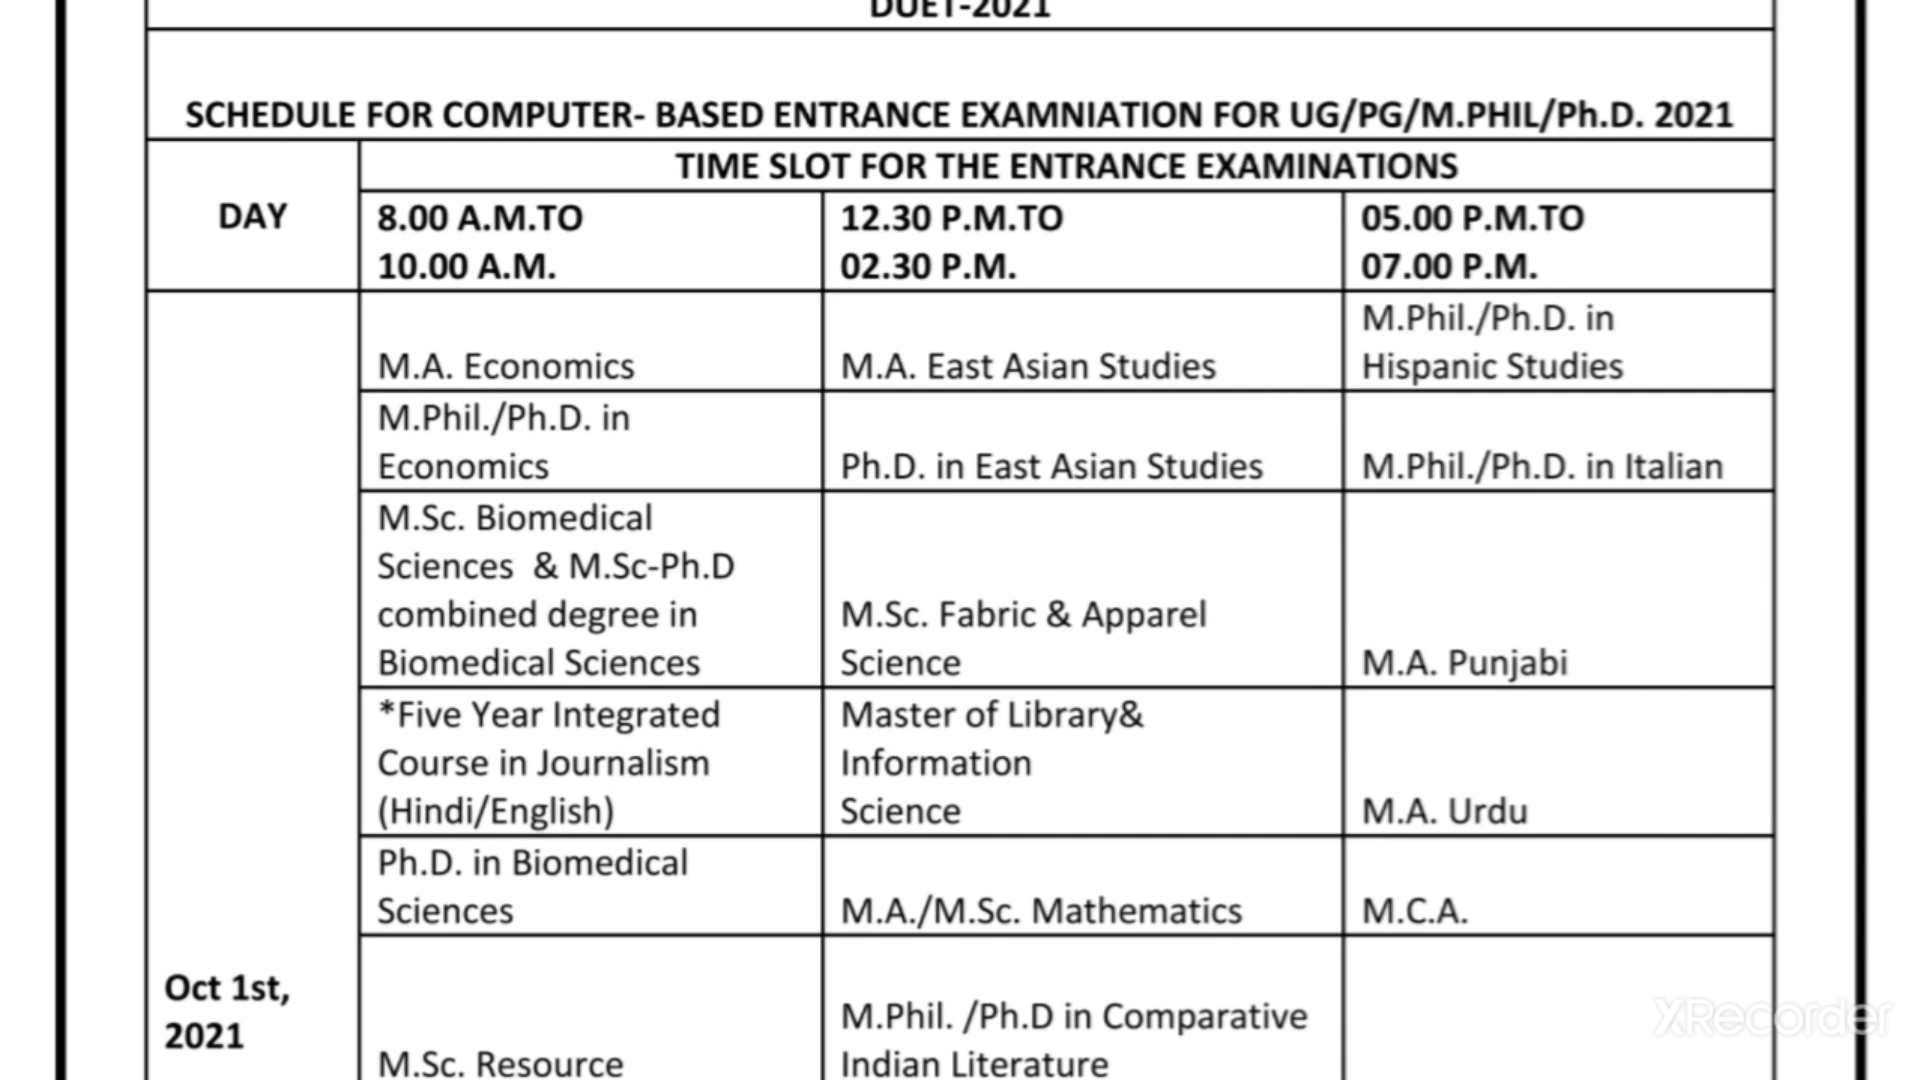 DUET-2021
SCHEDULE FOR COMPUTER- BASED ENTRANCE EXAMNIATION FOR UG/PG/M.PHIL/Ph.D. 2021
DAY
TIME SLOT FOR THE ENTRANCE EXAMINATIONS
8.00 A.M.TO
10.00 A.M.
12.30 P.M.TO
02.30 P.M.
05.00 P.M.TO
07.00 P.M.
M.A. Economics
M.A. East Asian Studies
M.Phil./Ph.D. in
Hispanic Studies
M.Phil./Ph.D. in
Economics
Ph.D. in East Asian Studies
M.Phil./Ph.D. in Italian
M.Sc. Biomedical
Sciences & M.Sc-Ph.D
combined degree in
Biomedical Sciences
M.Sc. Fabric & Apparel
Science
M.A. Punjabi
*Five Year Integrated
Course in Journalism
(Hindi/English)
Master of Library&
Information
Science
M.A. Urdu
Ph.D. in Biomedical
Sciences
M.A./M.Sc. Mathematics
M.C.A.
Oct 1st,
2021
M.Sc. Resource
M.Phil. /Ph.D in Comparative
Indian Literature
XRecorder